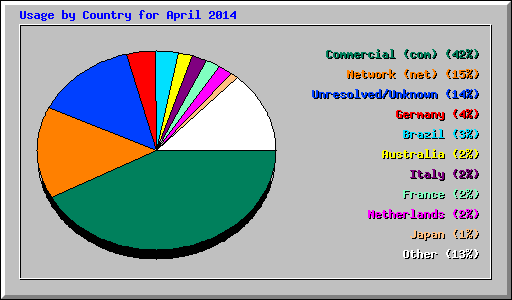 Usage by Country for April 2014
Commercial (com) (42%)
Network (net) (15%)
Unresolved/Unknown (14%)
Germany (4%)
Brazil (3%)
Australia (2%)
Italy (2%)
France (2%)
Netherlands (2%)
Japan (1%)
Other (13%)